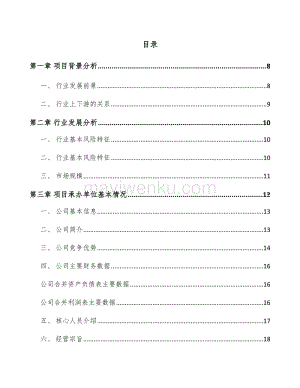 目录
第一章 项目背景分析 8
一、 行业发展前景 8
二、 行业上下游的关系 9
第二章 行业发展分析 10
一、 行业基本风险特征 10
二、 行业基本风险特征 10
三、 市场规模 11
第三章 项目承办单位基本情况 12
一、 公司基本信息 13
二、 公司简介 13
三、 公司竞争优势 14
四、 公司主要财务数据 16
公司合并资产负债表主要数据 16
公司合并利润表主要数据 16
五、 核心人员介绍 17
六、 经营宗旨 18